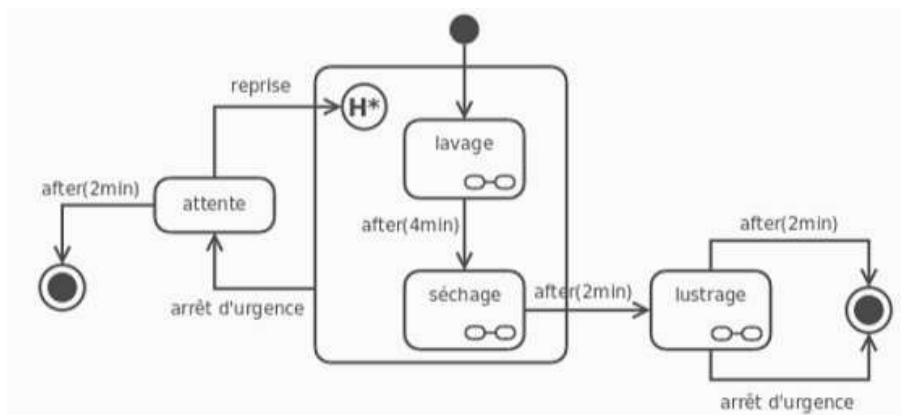 reprise
H*
lavage
after(2min)
attente
after(4min)
after(2min)
arrêt d'urgence
séchage
after(2min)
lustrage
arrêt d'urgence